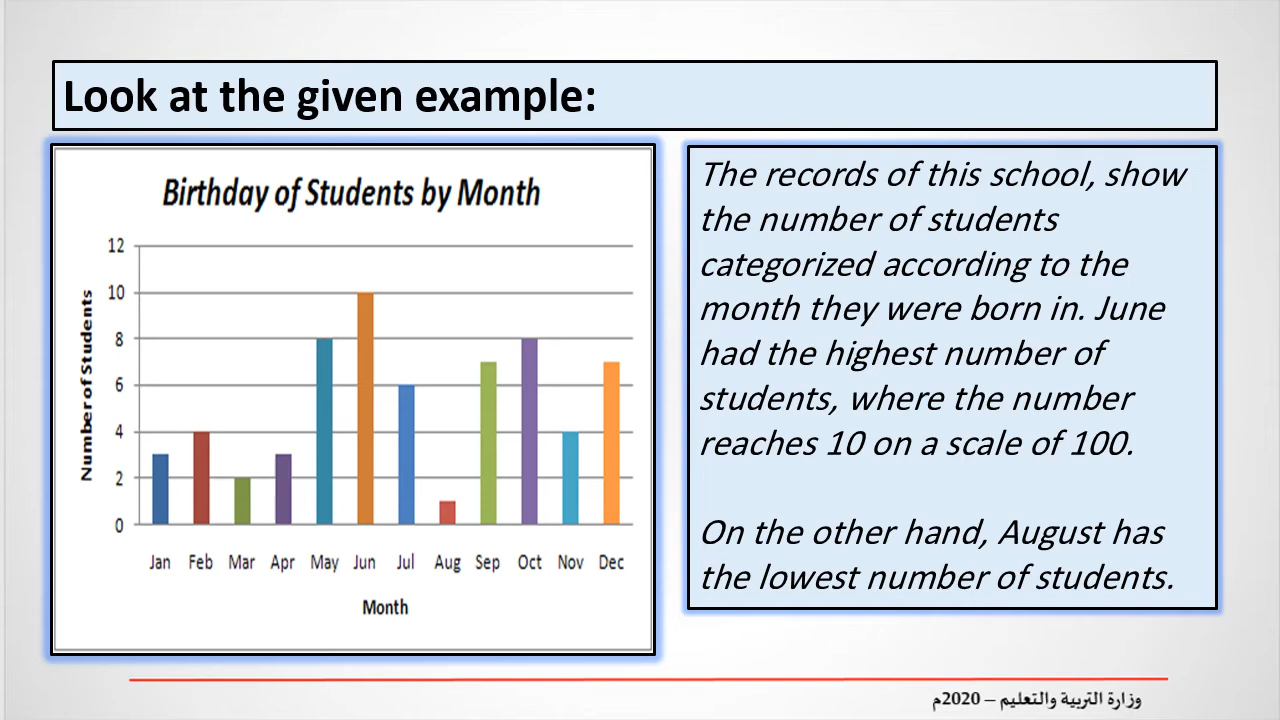 Look at the given example:
Birthday of Students by Month
Number of Students
12
10
8
6
4
2
0
Jan Feb Mar Apr May Jun Jul Aug Sep Oct Nov Dec
Month
The records of this school, show
the number of students
categorized according to the
month they were born in. June
had the highest number of
students, where the number
reaches 10 on a scale of 100.
On the other hand, August has
the lowest number of students.
وزارة التربية والتعليم – 2020م